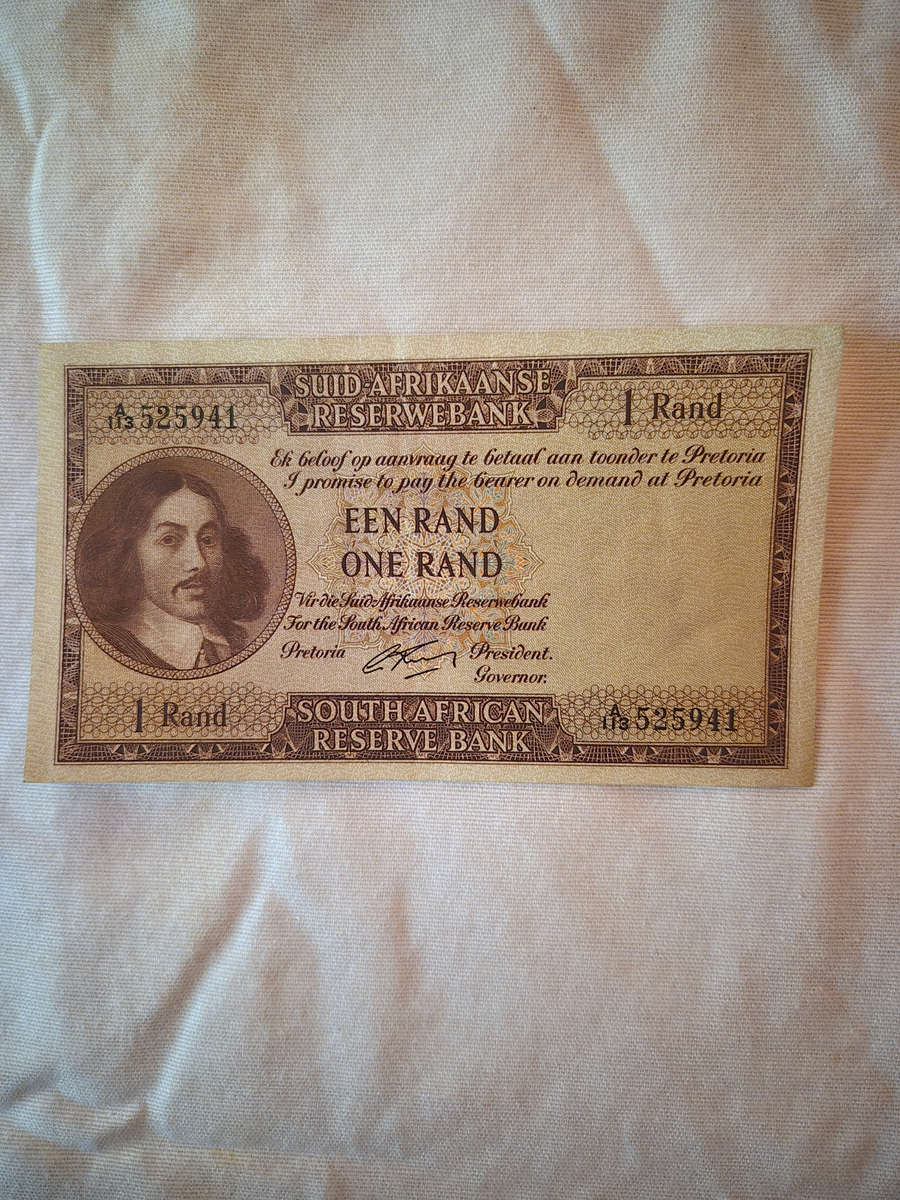 SUID-AFRIKAANSE
RESERWEBANK
A/113 525941
1 Rand
Ek beloof op aanvraag te betaal aan toonder te Pretoria
I promise to pay the bearer on demand at Pretoria
EEN RAND
ONE RAND
Vir die Suid-Afrikaanse Reserwebank
For the South African Reserve Bank
Pretoria President.
Governor.
1 Rand
SOUTH AFRICAN
RESERVE BANK
A/113 525941